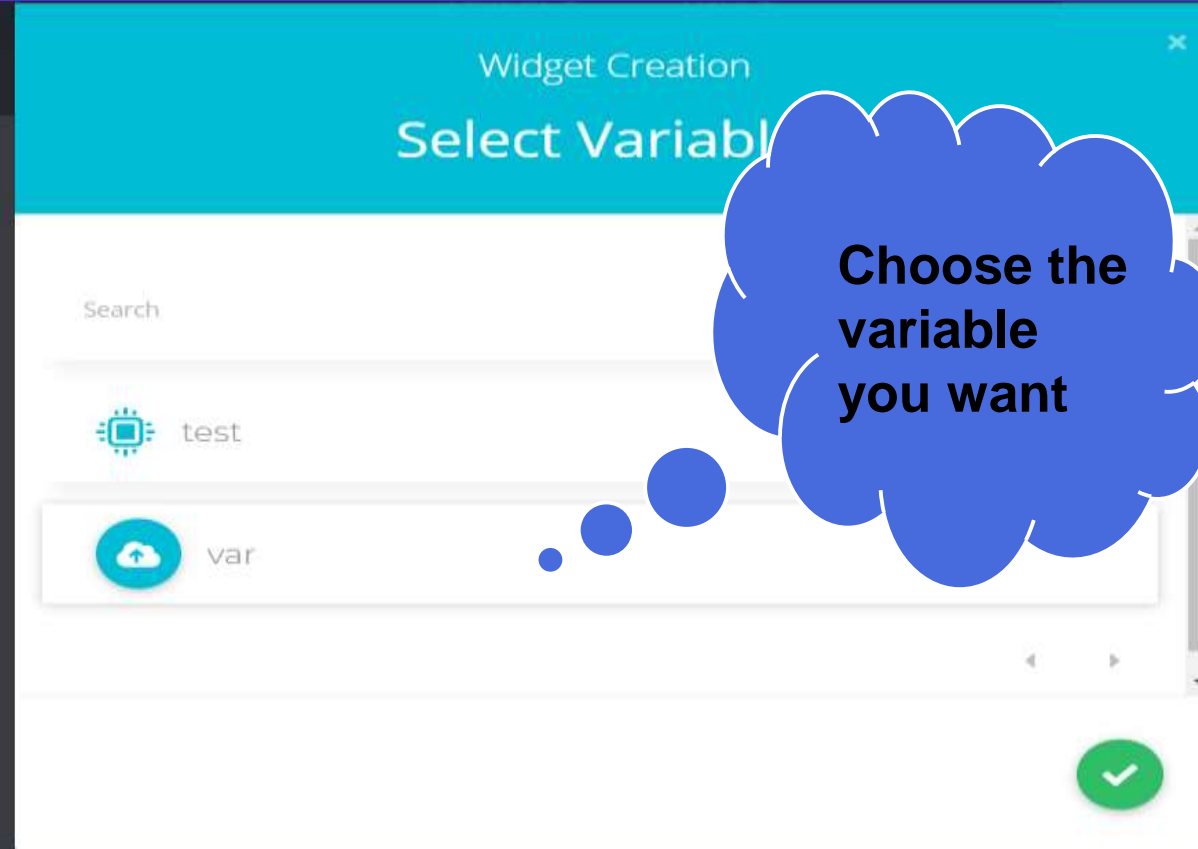 Widget Creation
Select Variabl
Choose the
variable
you want
Search
test
var